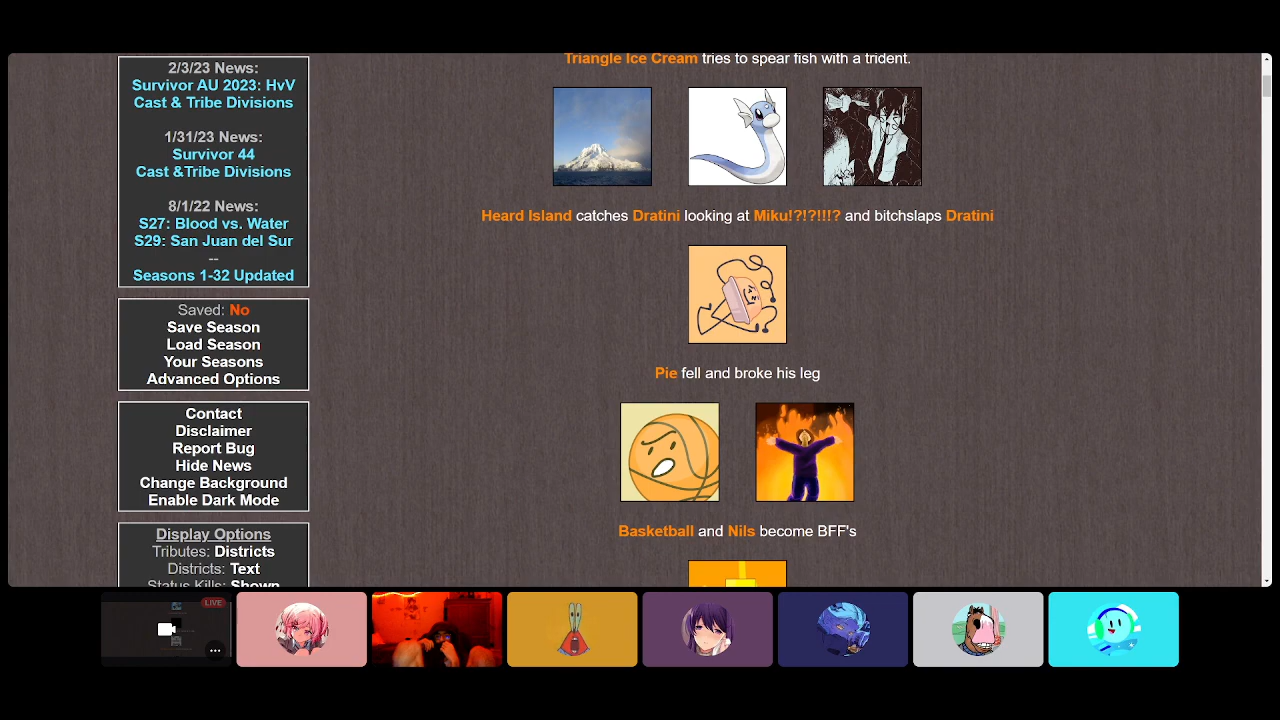 2/3/23 News:
Survivor AU 2023: HvV
Cast & Tribe Divisions
1/31/23 News:
Survivor 44
Cast &Tribe Divisions
8/1/22 News:
S27: Blood vs. Water
S29: San Juan del Sur
--
Seasons 1-32 Updated
Saved: No
Save Season
Load Season
Your Seasons
Advanced Options
Contact
Disclaimer
Report Bug
Hide News
Change Background
Enable Dark Mode
Display Options
Tributes: Districts
Districts: Text
Status Kills: Shown
Triangle Ice Cream tries to spear fish with a trident.
Heard Island catches Dratini looking at Miku!?!?!!!? and bitchslaps Dratini
Pie fell and broke his leg
Basketball and Nils become BFF's
LIVE